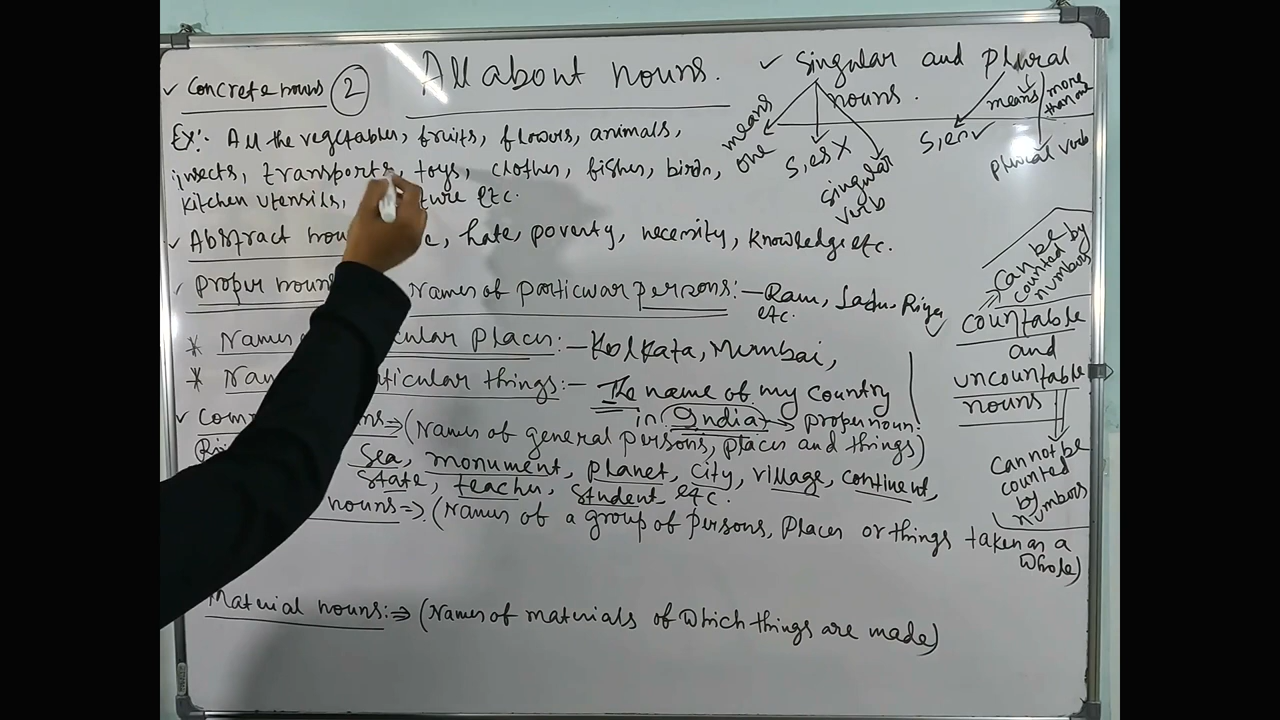 All about nouns.
✓ Concrete nouns (2)
Ex:- All the vegetables, fruits, flowers, animals,
insects, transports, toys, clothes, fishes, birds,
kitchen utensils, ture etc.
✓ Abstract hate, poverty, necessity, knowledge etc.
✓ Proper nouns Names of particular persons:- Ram, Riya
etc.
* Names Places:- Kolkata, Mumbai,
* things:- The name of my country
in India → proper noun.
✓ ⇒ (Names of general persons, places and things)
Sea, monument, planet, city, village, continent,
state, teacher, student etc.
nouns ⇒ (Names of a group of persons, places or things taken as a
whole)
Material nouns:⇒ (Names of materials of which things are made)
✓ Singular and plural
nouns.
means
one
s, es X
singular
verb
means
more
than one
s, es ✓
plural verb
can be
counted by
numbers
✓ countable
and
uncountable
nouns
cannot be
counted
by
numbers